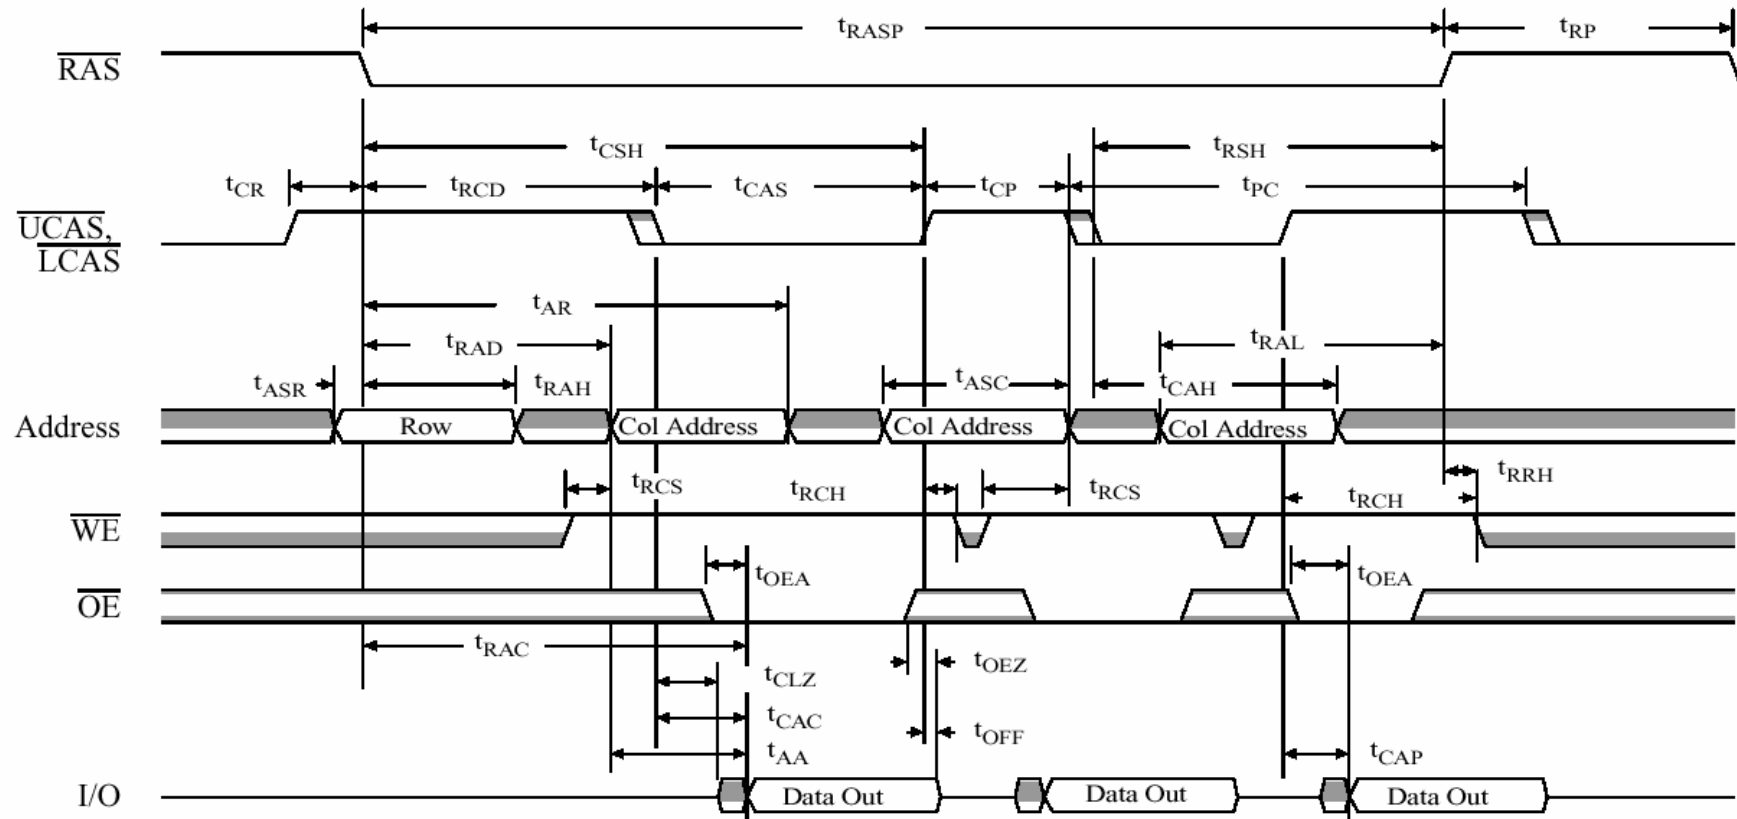 tRASP tRP
RAS
tCSH tRSH
tCR tRCD tCAS tCP tPC
UCAS,
LCAS
tAR
tRAD tRAL
tASR tRAH tASC tCAH
Address Row Col Address Col Address Col Address
tRCS tRCH tRCS tRCH tRRH
WE
tOEA tOEA
OE
tRAC tOEZ
tCLZ
tCAC tOFF
tAA tCAP
I/O Data Out Data Out Data Out